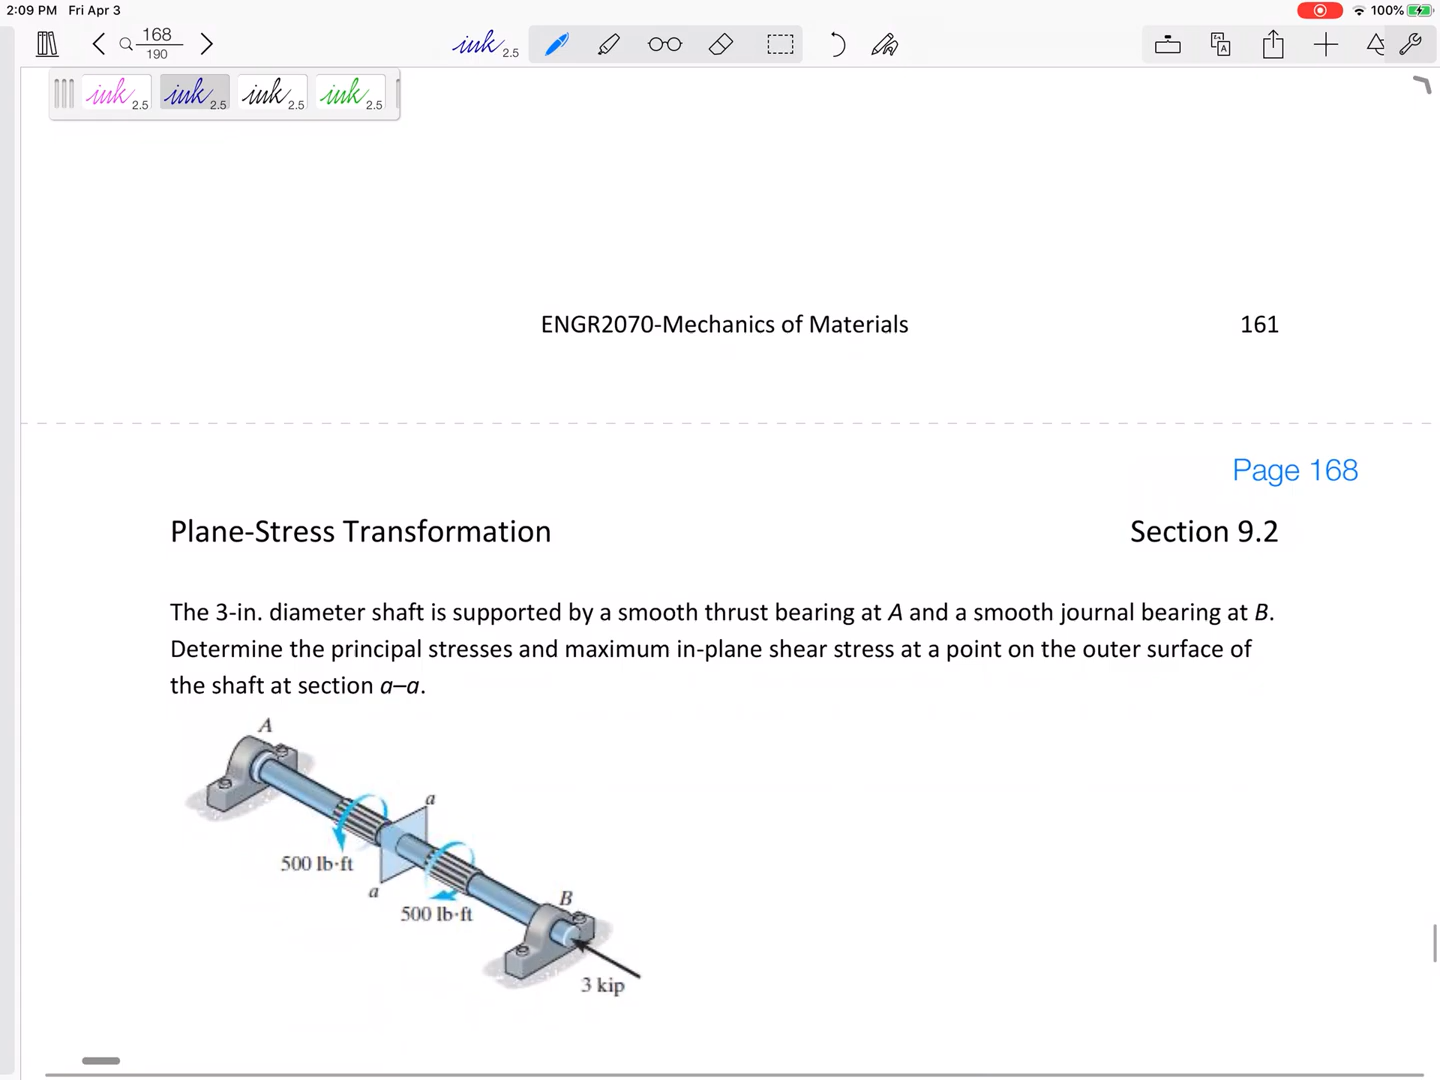 2:09 PM Fri Apr 3
100%
168
190
ink 2.5
ink 2.5
ink 2.5
ink 2.5
ink 2.5
ENGR2070-Mechanics of Materials 161
Page 168
Plane-Stress Transformation Section 9.2
The 3-in. diameter shaft is supported by a smooth thrust bearing at A and a smooth journal bearing at B.
Determine the principal stresses and maximum in-plane shear stress at a point on the outer surface of
the shaft at section a–a.
A
a
500 lb·ft
a
B
500 lb·ft
3 kip